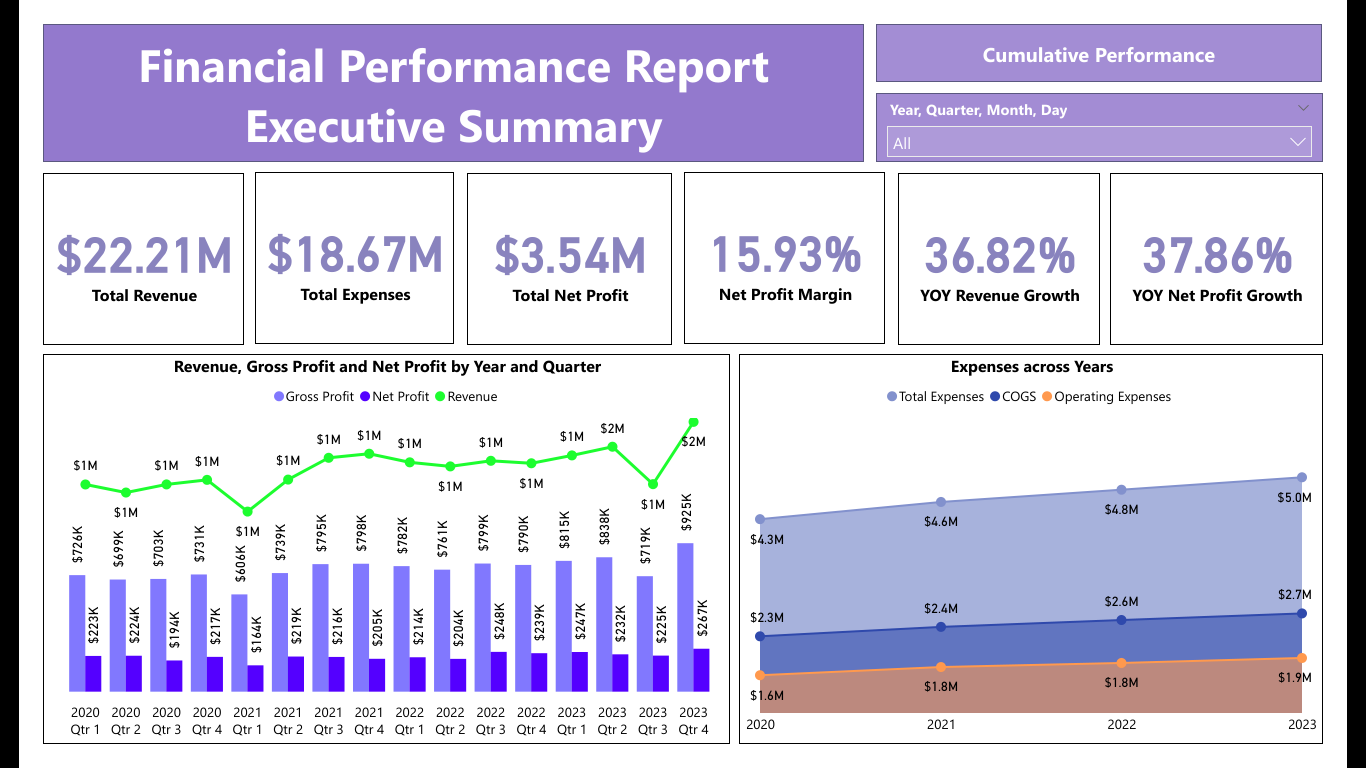 Financial Performance Report
Executive Summary
Cumulative Performance
Year, Quarter, Month, Day
All
$22.21M
Total Revenue
$18.67M
Total Expenses
$3.54M
Total Net Profit
15.93%
Net Profit Margin
36.82%
YOY Revenue Growth
37.86%
YOY Net Profit Growth
Revenue, Gross Profit and Net Profit by Year and Quarter
Gross Profit Net Profit Revenue
$1M $1M $1M $1M $1M $1M $1M $1M $1M $1M $1M $1M $1M $2M $1M $2M
$726K $699K $703K $731K $606K $739K $795K $798K $782K $761K $799K $790K $815K $838K $719K $925K
$223K $224K $194K $217K $164K $219K $216K $205K $214K $204K $248K $239K $247K $232K $225K $267K
2020 2020 2020 2020 2021 2021 2021 2021 2022 2022 2022 2022 2023 2023 2023 2023
Qtr 1 Qtr 2 Qtr 3 Qtr 4 Qtr 1 Qtr 2 Qtr 3 Qtr 4 Qtr 1 Qtr 2 Qtr 3 Qtr 4 Qtr 1 Qtr 2 Qtr 3 Qtr 4
Expenses across Years
Total Expenses COGS Operating Expenses
$4.3M $4.6M $4.8M $5.0M
$2.3M $2.4M $2.6M $2.7M
$1.6M $1.8M $1.8M $1.9M
2020 2021 2022 2023